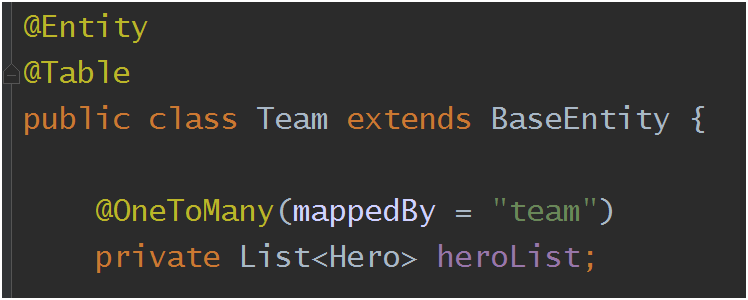 @Entity
@Table
public class Team extends BaseEntity {
@OneToMany(mappedBy = "team")
private List<Hero> heroList;